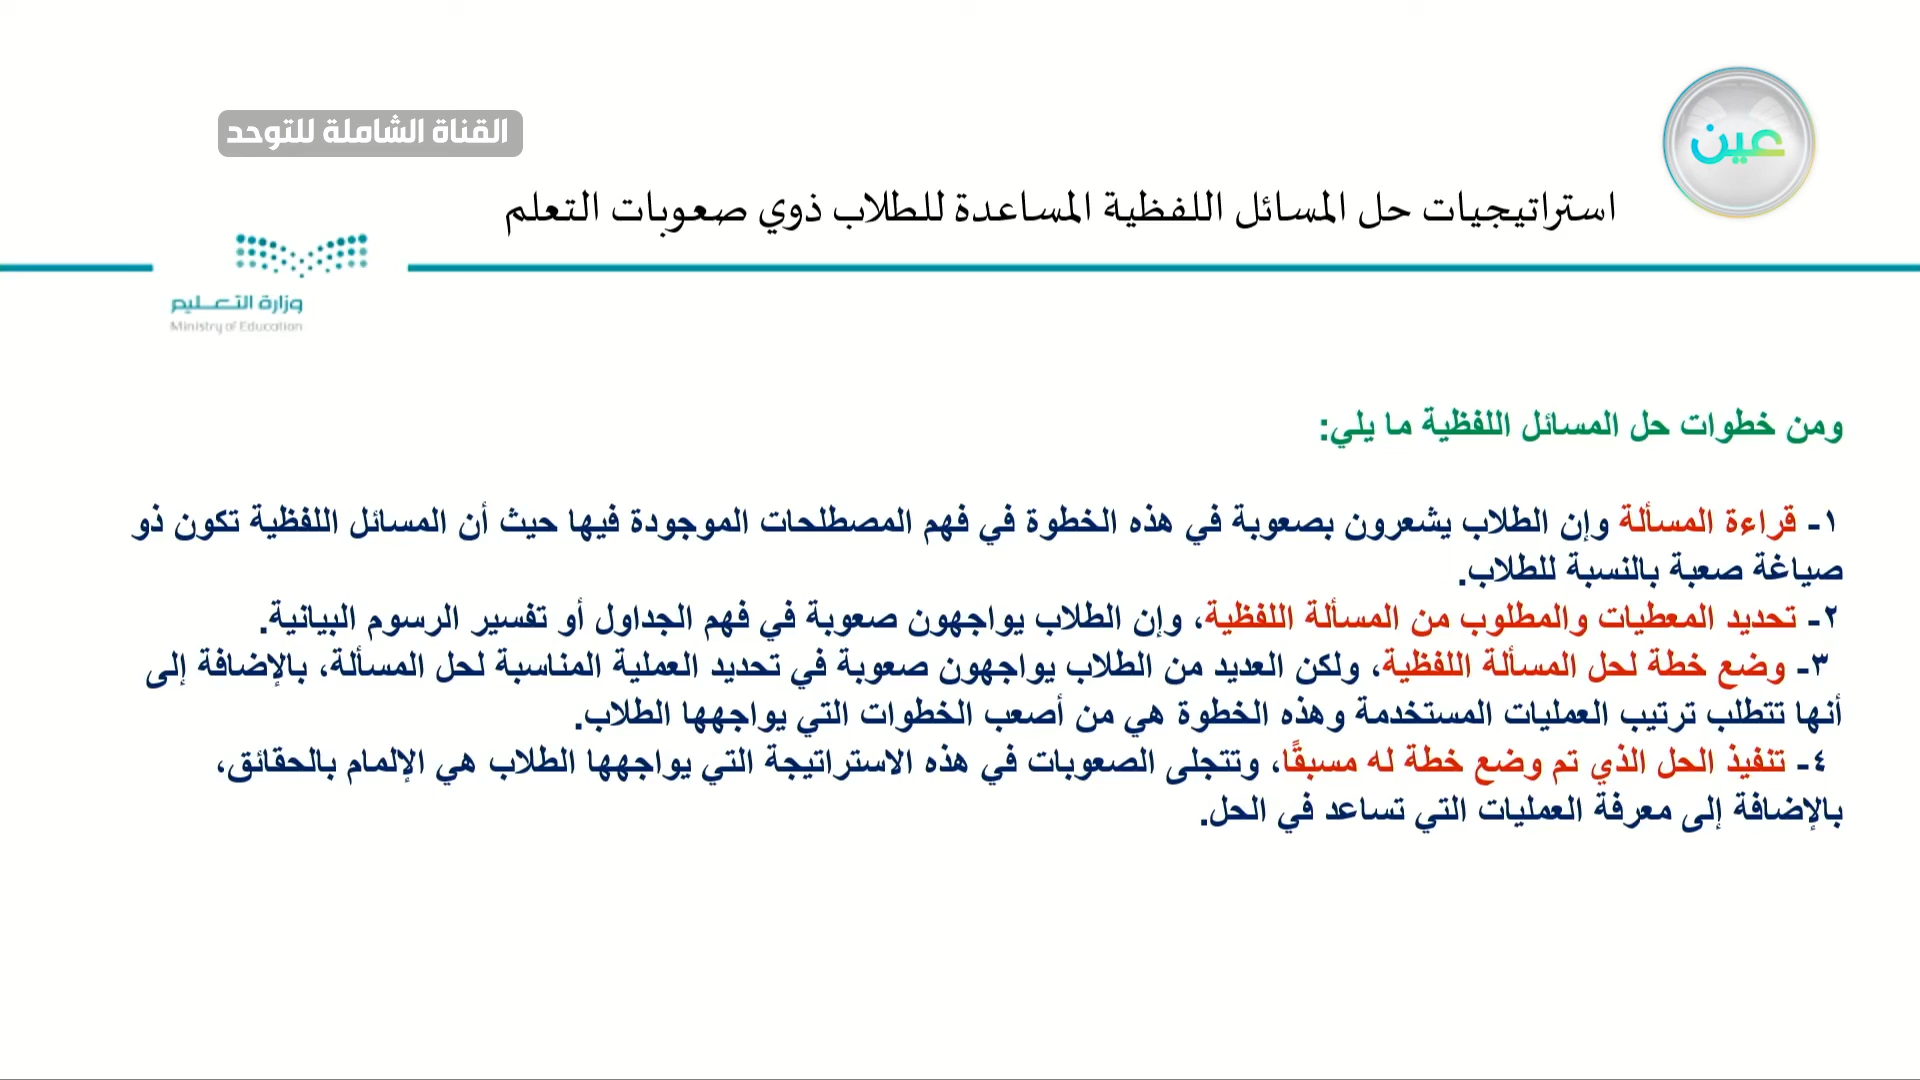 عين
القناة الشاملة للتوحد
استراتيجيات حل المسائل اللفظية المساعدة للطلاب ذوي صعوبات التعلم
وزارة التعليم
Ministry of Education
ومن خطوات حل المسائل اللفظية ما يلي:
١- قراءة المسألة وإن الطلاب يشعرون بصعوبة في هذه الخطوة في فهم المصطلحات الموجودة فيها حيث أن المسائل اللفظية تكون ذو
صياغة صعبة بالنسبة للطلاب.
٢- تحديد المعطيات والمطلوب من المسألة اللفظية، وإن الطلاب يواجهون صعوبة في فهم الجداول أو تفسير الرسوم البيانية.
٣- وضع خطة لحل المسألة اللفظية، ولكن العديد من الطلاب يواجهون صعوبة في تحديد العملية المناسبة لحل المسألة، بالإضافة إلى
أنها تتطلب ترتيب العمليات المستخدمة وهذه الخطوة هي من أصعب الخطوات التي يواجهها الطلاب.
٤- تنفيذ الحل الذي تم وضع خطة له مسبقًا، وتتجلى الصعوبات في هذه الاستراتيجة التي يواجهها الطلاب هي الإلمام بالحقائق،
بالإضافة إلى معرفة العمليات التي تساعد في الحل.